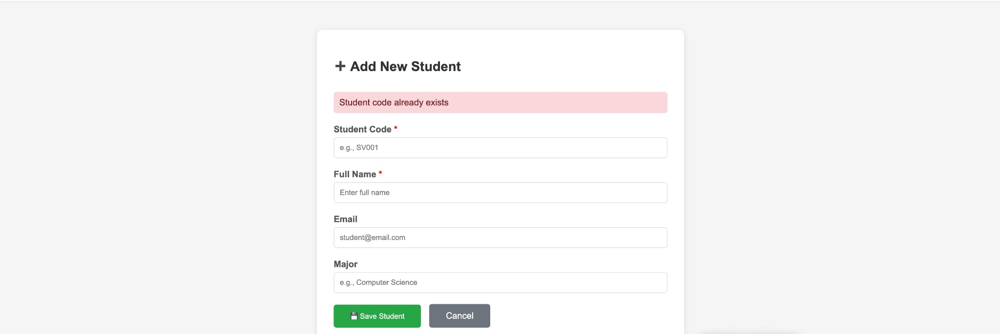 ➕ Add New Student
Student code already exists
Student Code *
e.g., SV001
Full Name *
Enter full name
Email
student@email.com
Major
e.g., Computer Science
💾 Save Student
Cancel